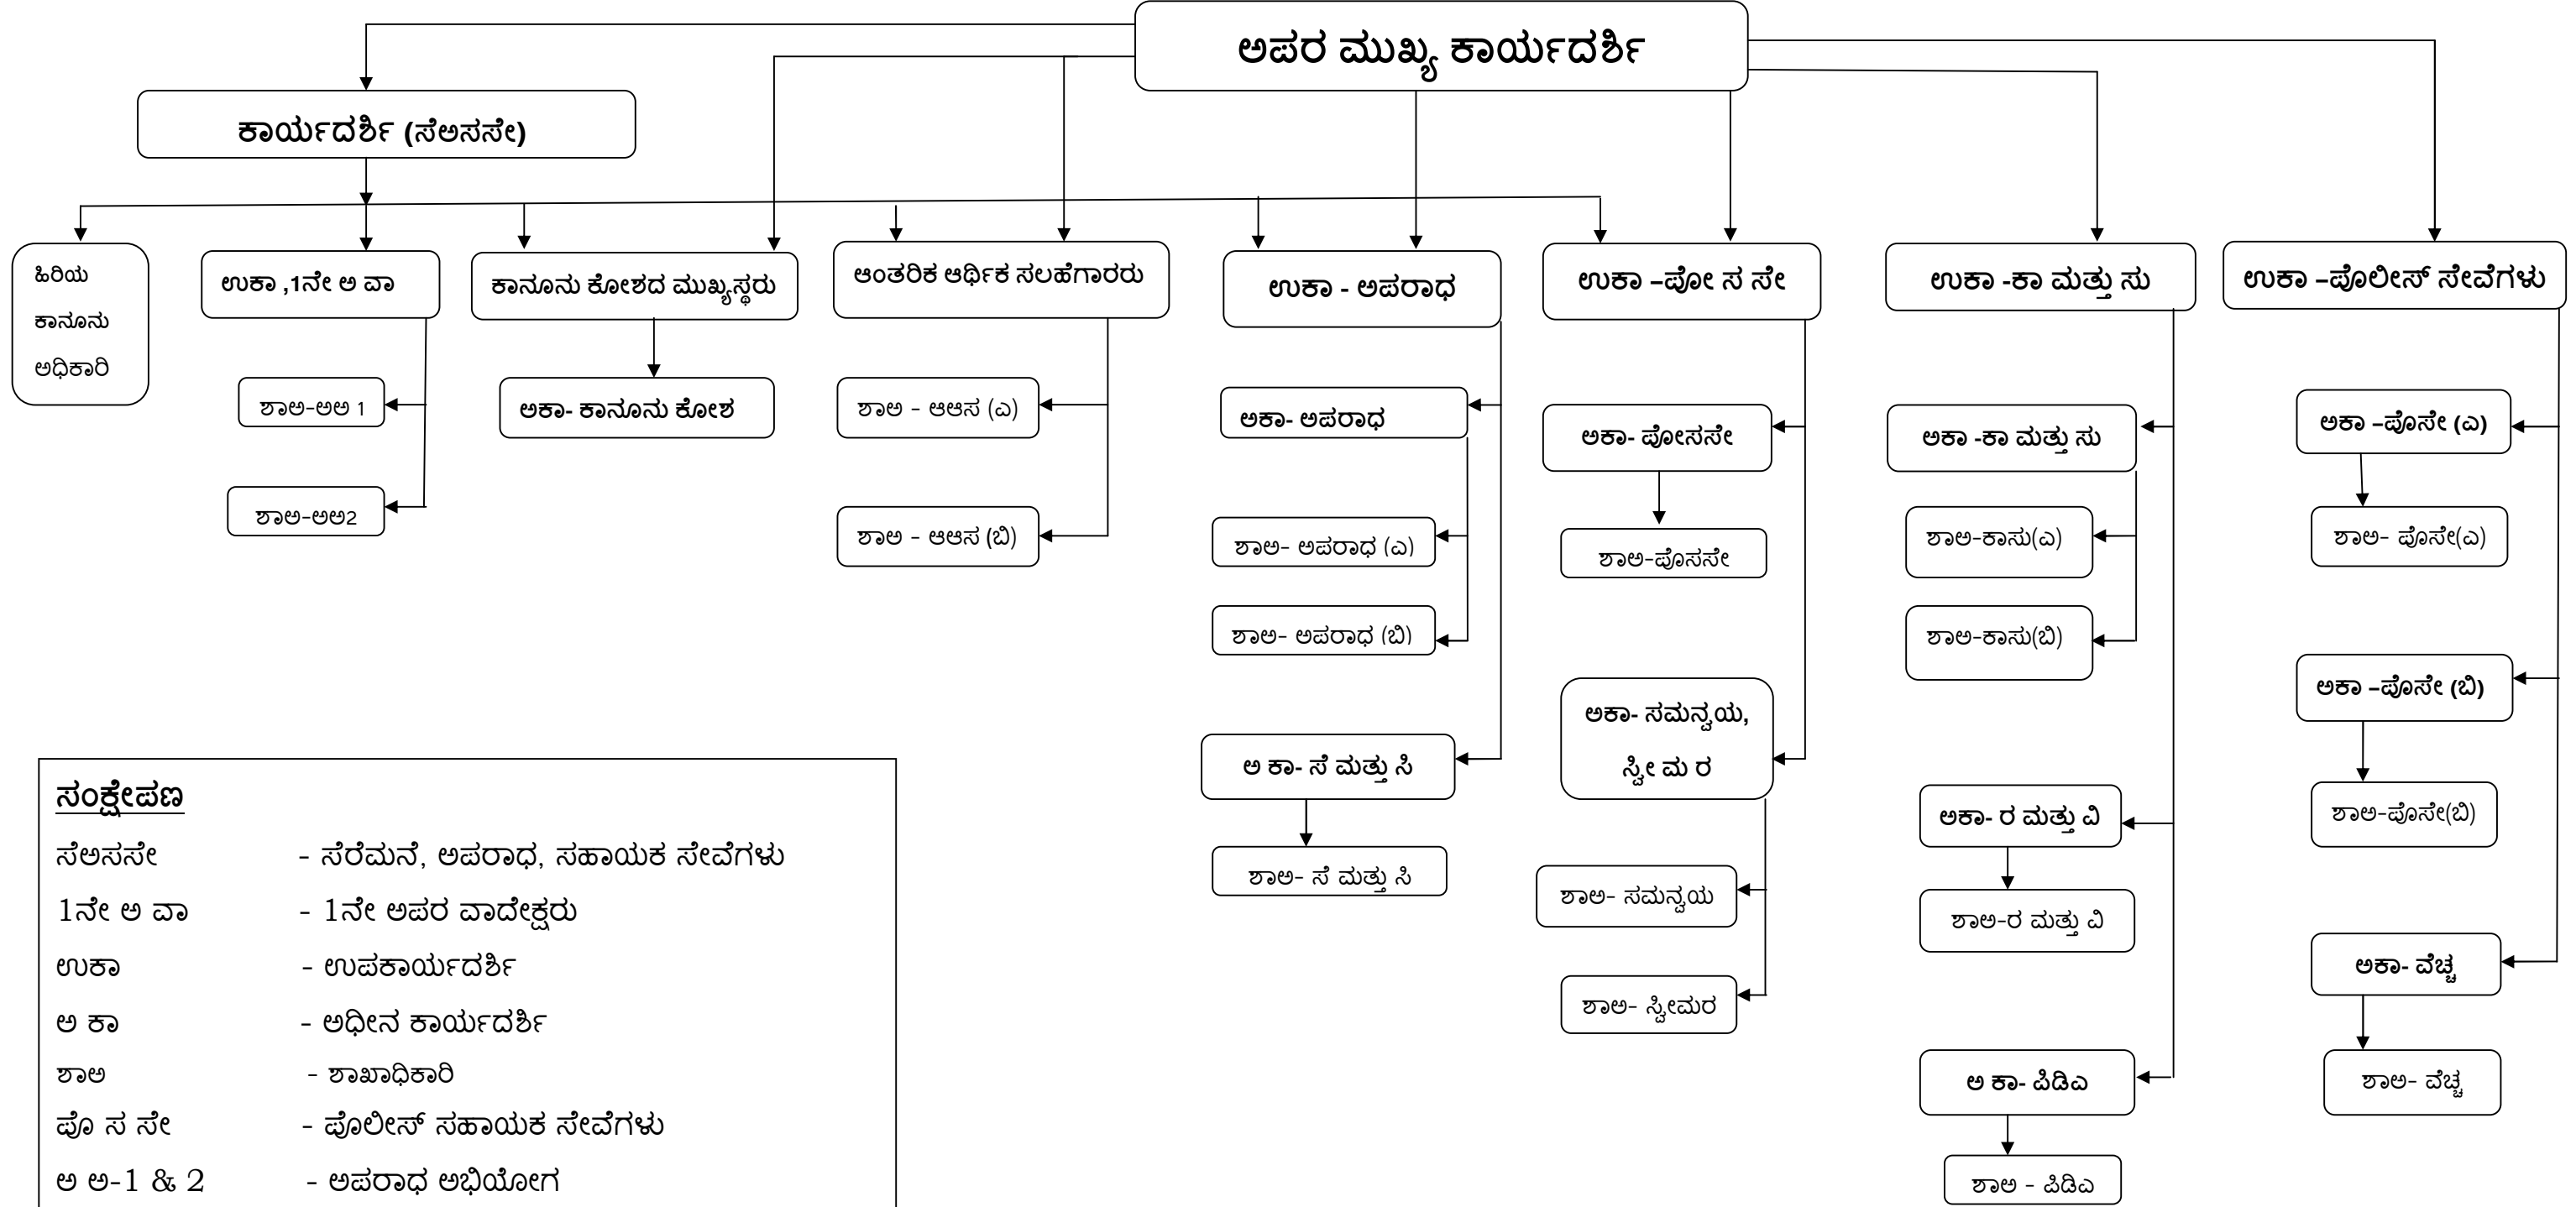 ಅಪರ ಮುಖ್ಯ ಕಾರ್ಯದರ್ಶಿ
ಕಾರ್ಯದರ್ಶಿ (ಸೆಅಸಸೇ)
ಹಿರಿಯ
ಕಾನೂನು
ಅಧಿಕಾರಿ
ಉಕಾ ,1ನೇ ಅ ವಾ
ಶಾಅ-ಅಅ 1
ಶಾಅ-ಅಅ2
ಕಾನೂನು ಕೋಶದ ಮುಖ್ಯಸ್ಥರು
ಅಕಾ- ಕಾನೂನು ಕೋಶ
ಆಂತರಿಕ ಆರ್ಥಿಕ ಸಲಹೆಗಾರರು
ಶಾಅ - ಆಆಸ (ಎ)
ಶಾಅ - ಆಆಸ (ಬಿ)
ಉಕಾ - ಅಪರಾಧ
ಅಕಾ- ಅಪರಾಧ
ಶಾಅ- ಅಪರಾಧ (ಎ)
ಶಾಅ- ಅಪರಾಧ (ಬಿ)
ಅ ಕಾ- ಸೆ ಮತ್ತು ಸಿ
ಶಾಅ- ಸೆ ಮತ್ತು ಸಿ
ಉಕಾ –ಪೋ ಸ ಸೇ
ಅಕಾ- ಪೋಸಸೇ
ಶಾಅ-ಪೊಸಸೇ
ಅಕಾ- ಸಮನ್ವಯ,
ಸ್ವೀ ಮ ರ
ಶಾಅ- ಸಮನ್ವಯ
ಶಾಅ- ಸ್ವೀಮರ
ಉಕಾ -ಕಾ ಮತ್ತು ಸು
ಅಕಾ -ಕಾ ಮತ್ತು ಸು
ಶಾಅ-ಕಾಸು(ಎ)
ಶಾಅ-ಕಾಸು(ಬಿ)
ಅಕಾ- ರ ಮತ್ತು ವಿ
ಶಾಅ-ರ ಮತ್ತು ವಿ
ಅ ಕಾ- ಪಿಡಿಎ
ಶಾಅ - ಪಿಡಿಎ
ಉಕಾ –ಪೊಲೀಸ್ ಸೇವೆಗಳು
ಅಕಾ –ಪೊಸೇ (ಎ)
ಶಾಅ- ಪೊಸೇ(ಎ)
ಅಕಾ –ಪೊಸೇ (ಬಿ)
ಶಾಅ-ಪೊಸೇ(ಬಿ)
ಅಕಾ- ವೆಚ್ಚ
ಶಾಅ- ವೆಚ್ಚ
ಸಂಕ್ಷೇಪಣ
ಸೆಅಸಸೇ - ಸೆರೆಮನೆ, ಅಪರಾಧ, ಸಹಾಯಕ ಸೇವೆಗಳು
1ನೇ ಅ ವಾ - 1ನೇ ಅಪರ ವಾದೇಕ್ಷರು
ಉಕಾ - ಉಪಕಾರ್ಯದರ್ಶಿ
ಅ ಕಾ - ಅಧೀನ ಕಾರ್ಯದರ್ಶಿ
ಶಾಅ - ಶಾಖಾಧಿಕಾರಿ
ಪೊ ಸ ಸೇ - ಪೊಲೀಸ್ ಸಹಾಯಕ ಸೇವೆಗಳು
ಅ ಅ-1 & 2 - ಅಪರಾಧ ಅಭಿಯೋಗ